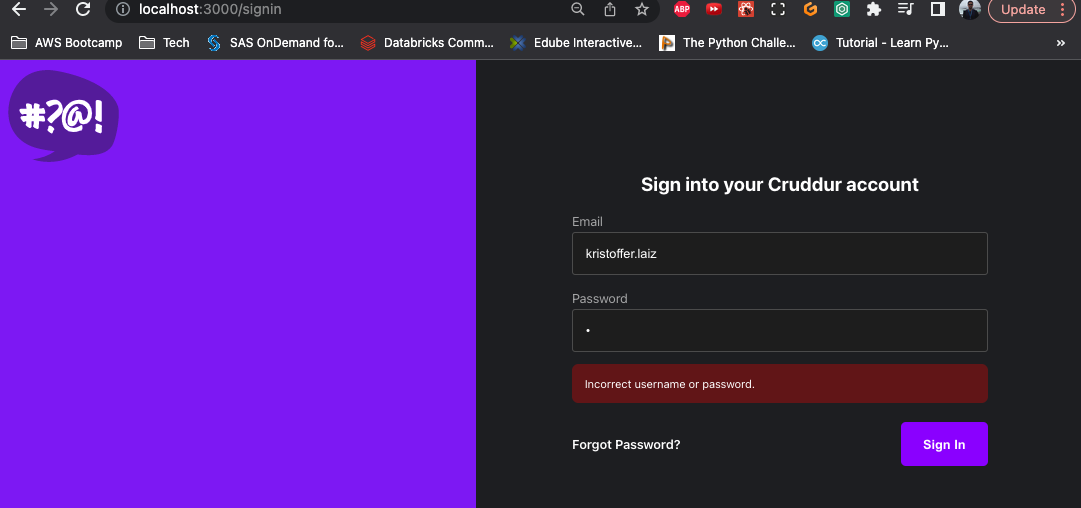 localhost:3000/signin
ABP
Update
AWS Bootcamp
Tech
SAS OnDemand fo...
Databricks Comm...
Edube Interactive...
The Python Challe...
Tutorial - Learn Py...
»
#?@!
Sign into your Cruddur account
Email
kristoffer.laiz
Password
•
Incorrect username or password.
Forgot Password?
Sign In